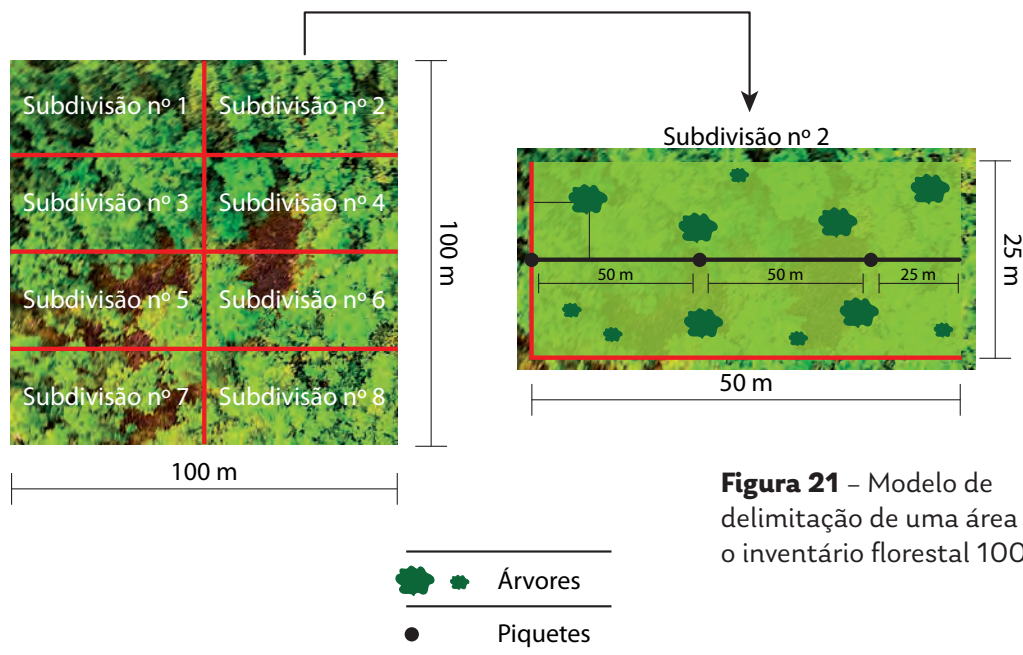 Subdivisão nº 1
Subdivisão nº 2
Subdivisão nº 3
Subdivisão nº 4
Subdivisão nº 5
Subdivisão nº 6
Subdivisão nº 7
Subdivisão nº 8
100 m
100 m
Subdivisão nº 2
50 m
50 m
25 m
25 m
50 m
Figura 21 – Modelo de
delimitação de uma área
o inventário florestal 100
Árvores
Piquetes